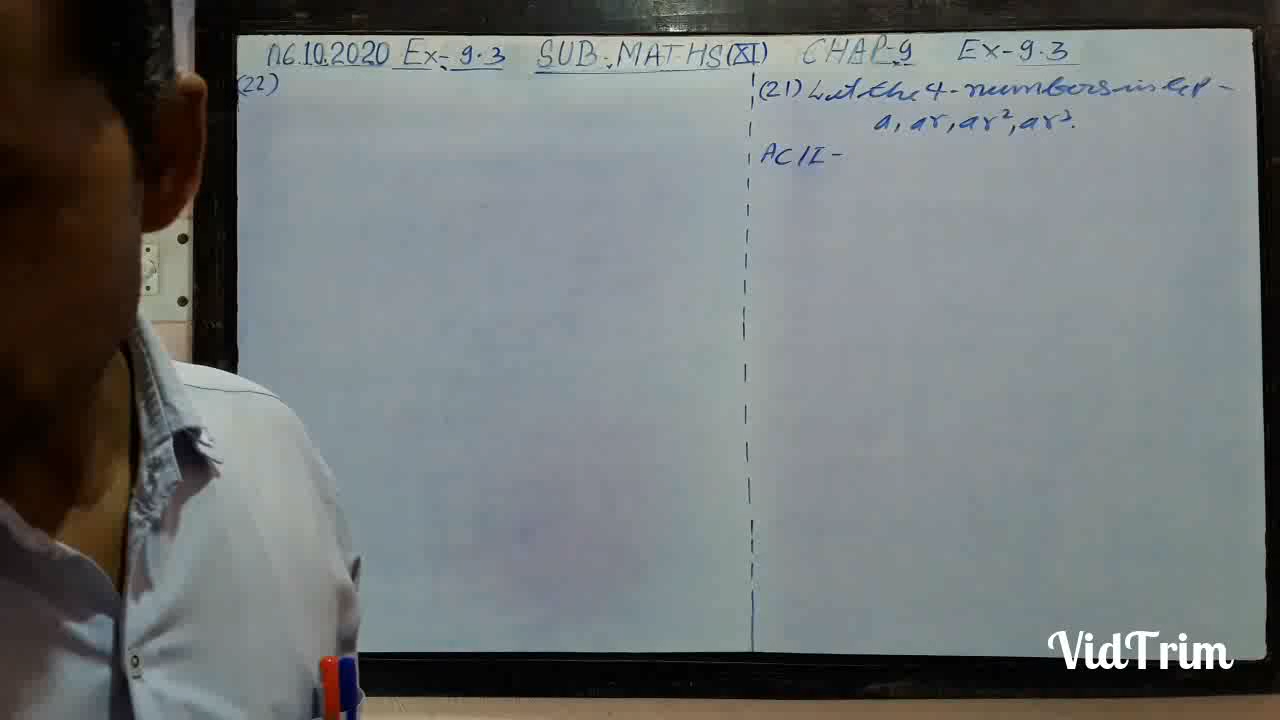 06.10.2020 Ex-9.3 SUB:MATHS(XI) CHAP-9 Ex-9.3
(22)
(21) Let the 4-numbers in GP-
a, ar, ar², ar³.
AC/I-
VidTrim